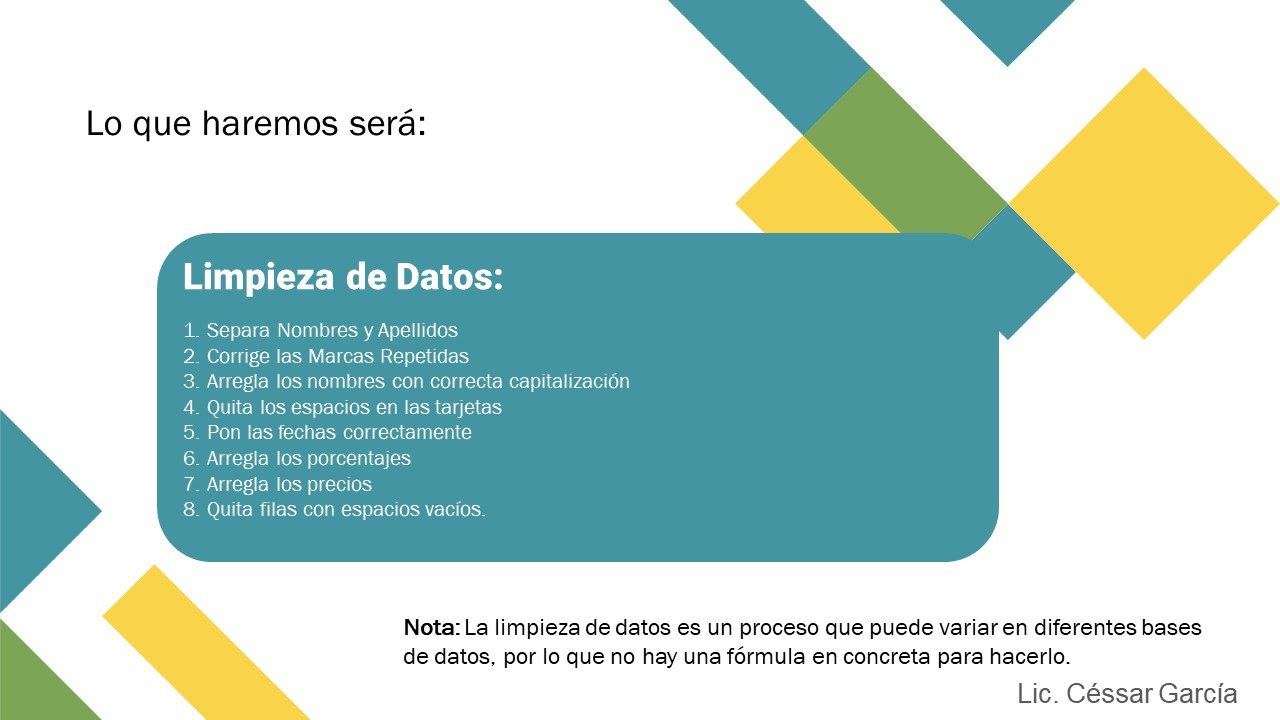 Lo que haremos será:
Limpieza de Datos:
1. Separa Nombres y Apellidos
2. Corrige las Marcas Repetidas
3. Arregla los nombres con correcta capitalización
4. Quita los espacios en las tarjetas
5. Pon las fechas correctamente
6. Arregla los porcentajes
7. Arregla los precios
8. Quita filas con espacios vacíos.
Nota: La limpieza de datos es un proceso que puede variar en diferentes bases
de datos, por lo que no hay una fórmula en concreta para hacerlo.
Lic. Céssar García